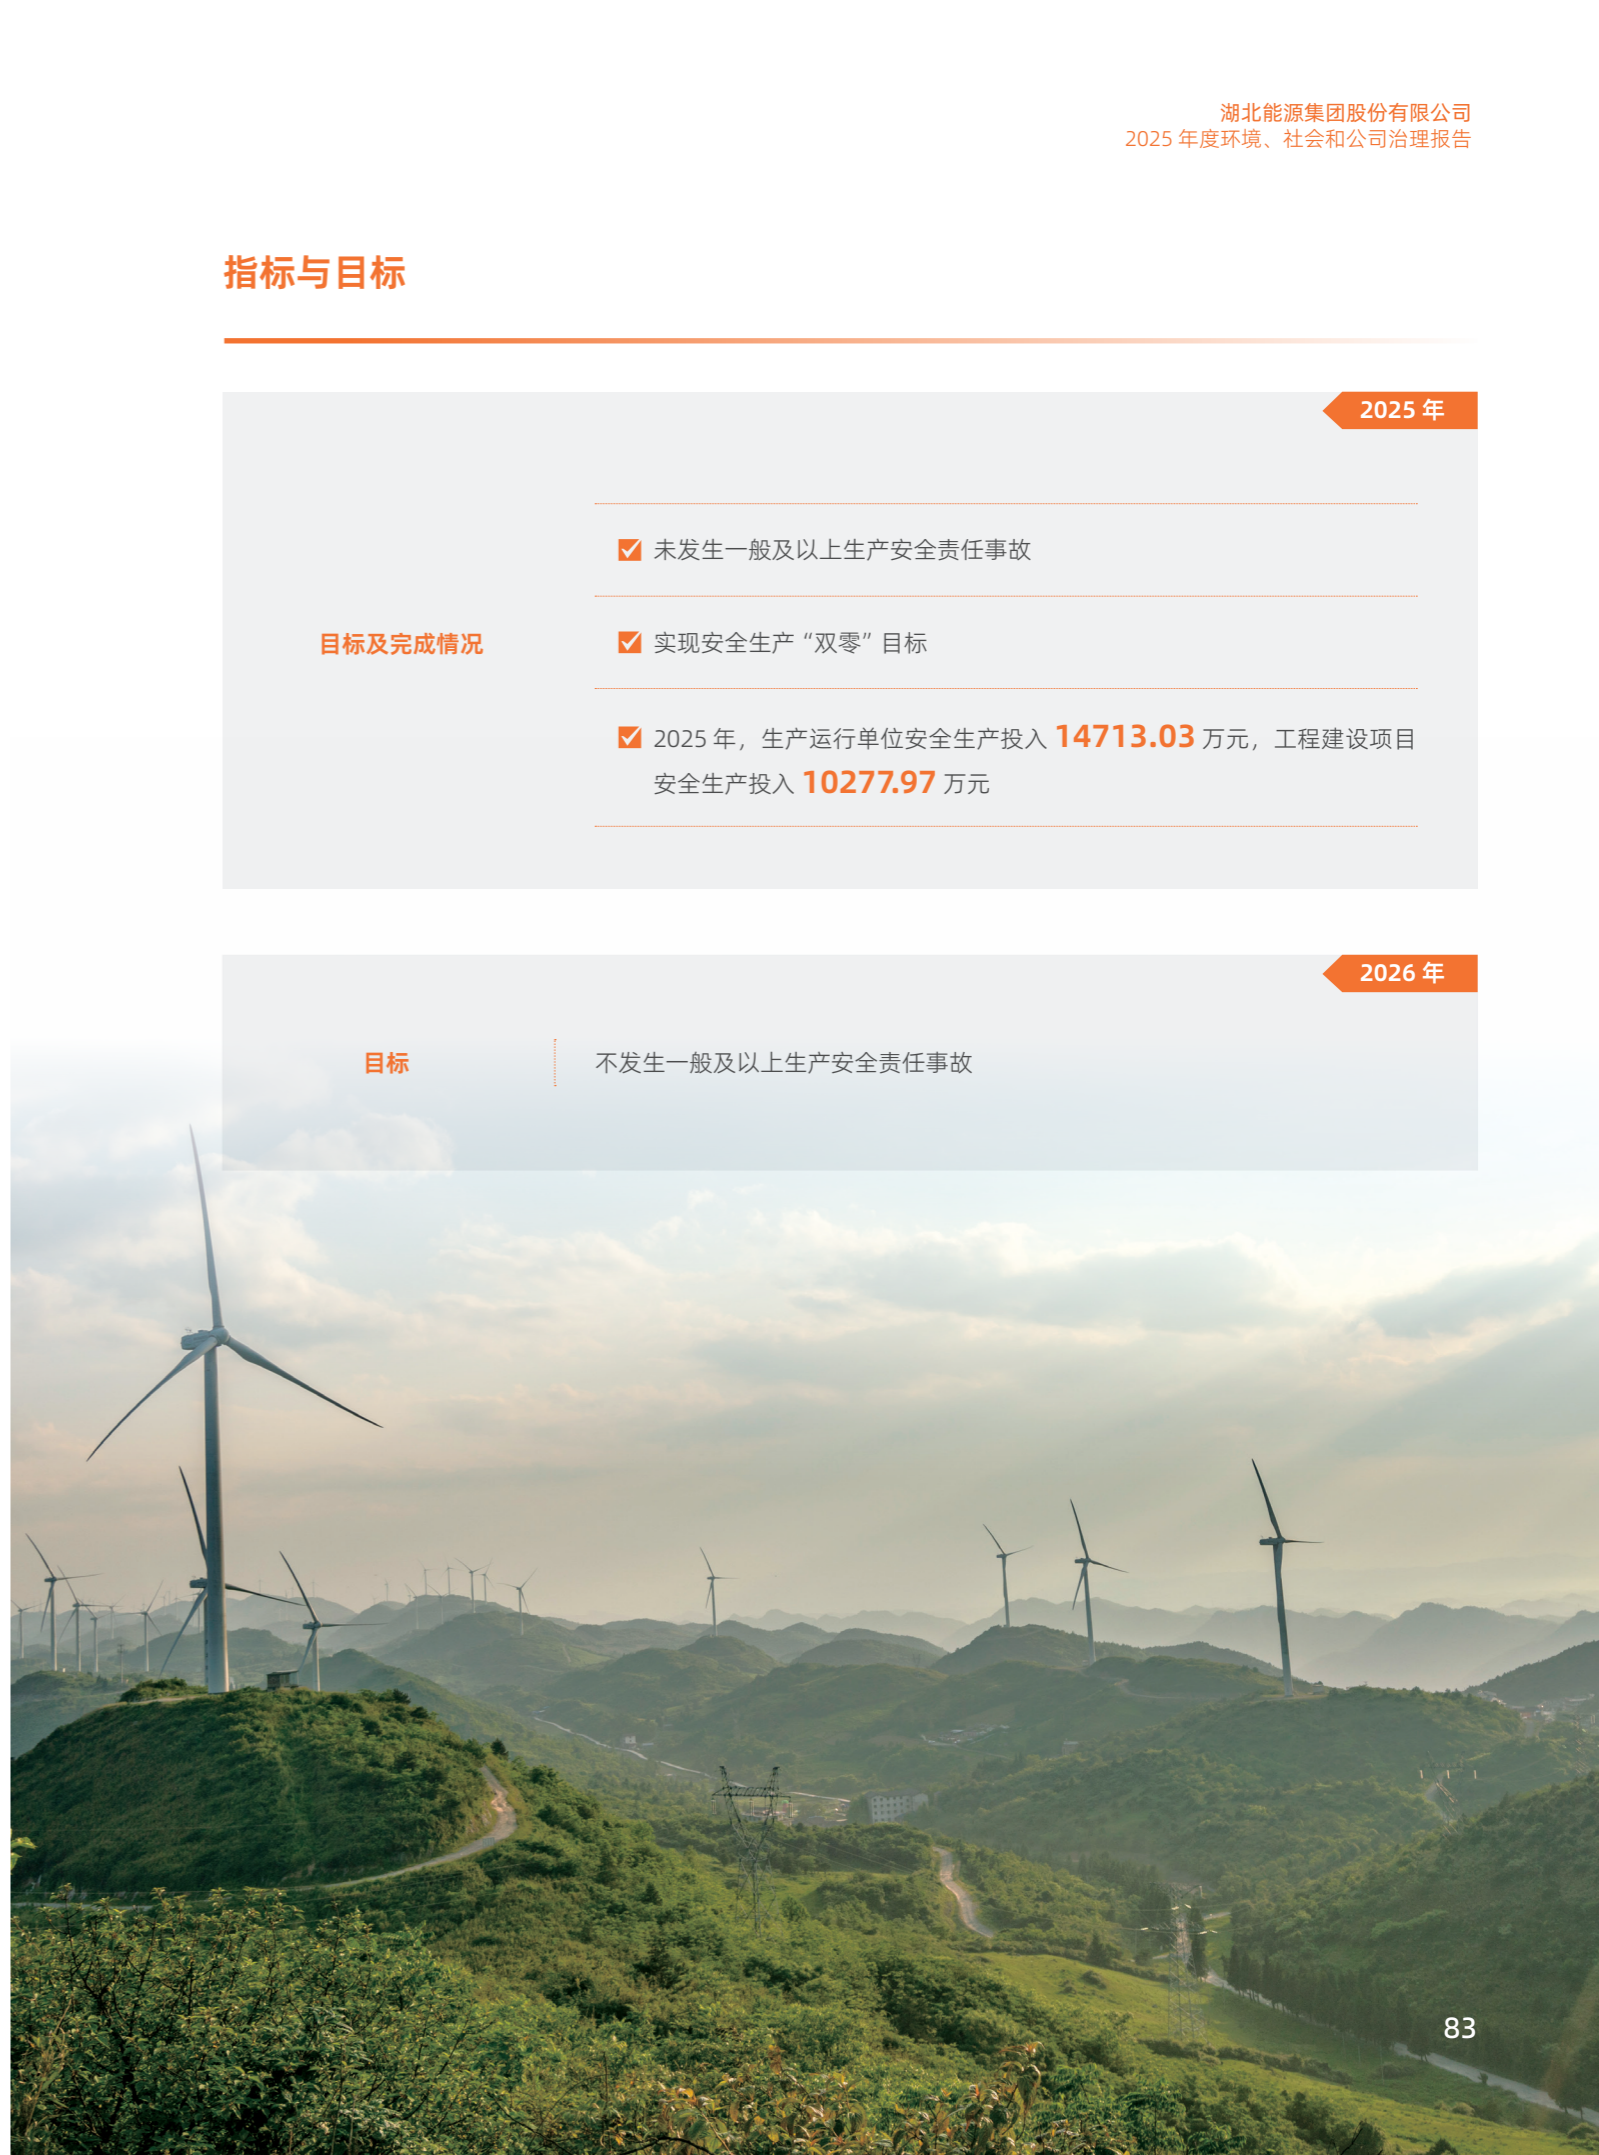 湖北能源集团股份有限公司
2025 年度环境、社会和公司治理报告
指标与目标
2025 年
目标及完成情况
未发生一般及以上生产安全责任事故
实现安全生产“双零”目标
2025 年，生产运行单位安全生产投入 14713.03 万元，工程建设项目
安全生产投入 10277.97 万元
2026 年
目标
不发生一般及以上生产安全责任事故
83